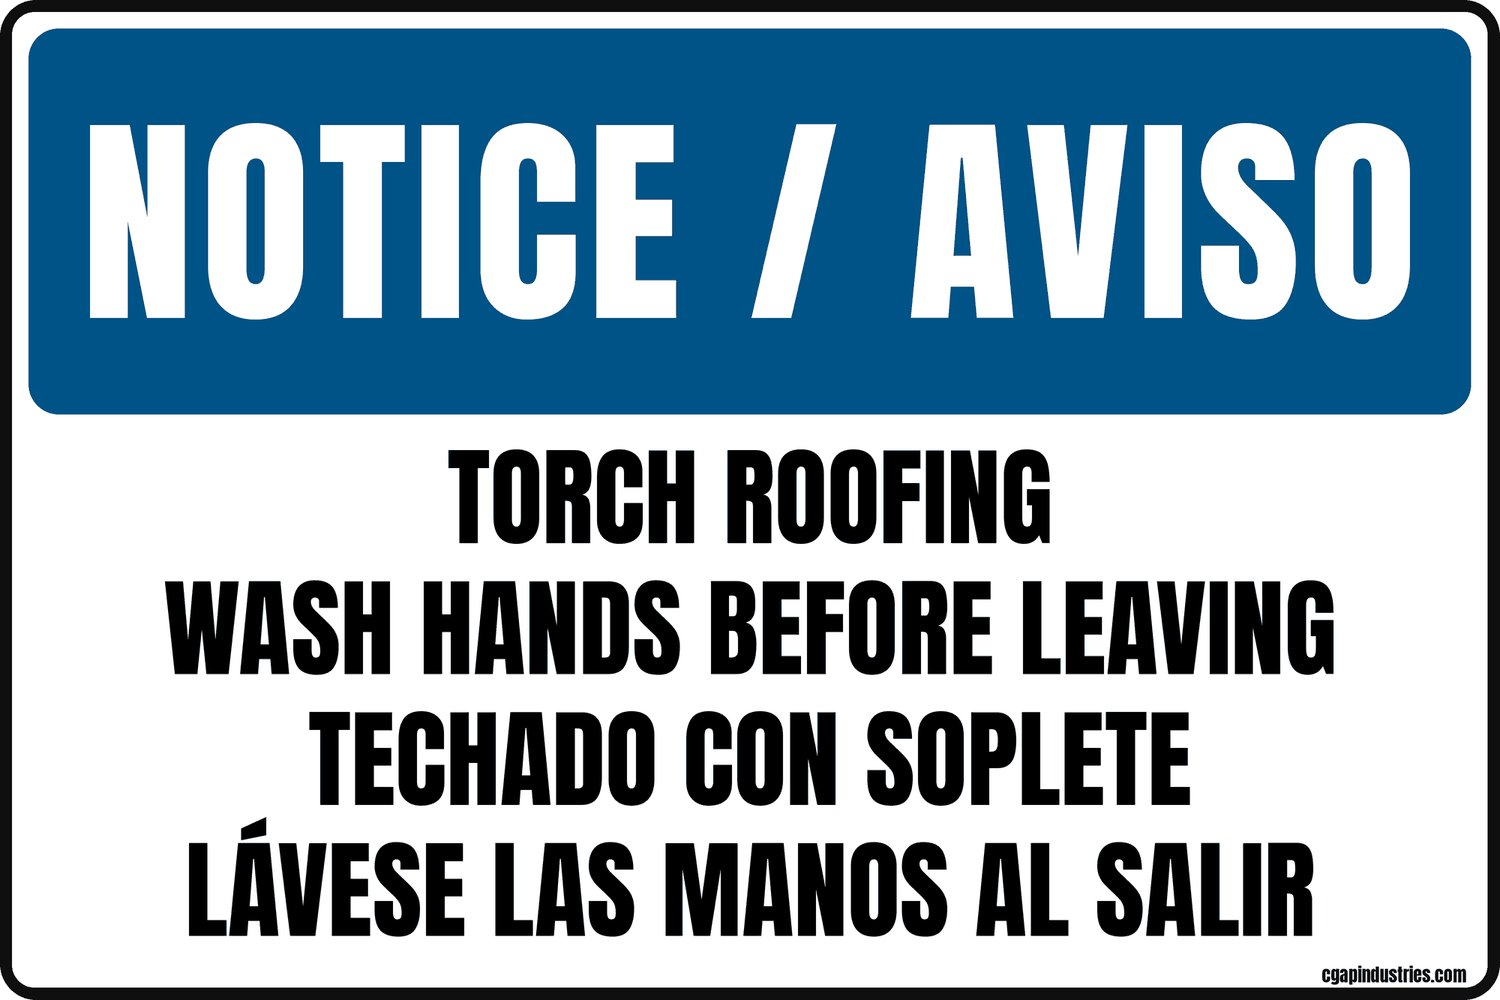 NOTICE / AVISO
TORCH ROOFING
WASH HANDS BEFORE LEAVING
TECHADO CON SOPLETE
LÁVESE LAS MANOS AL SALIR
cgapindustries.com